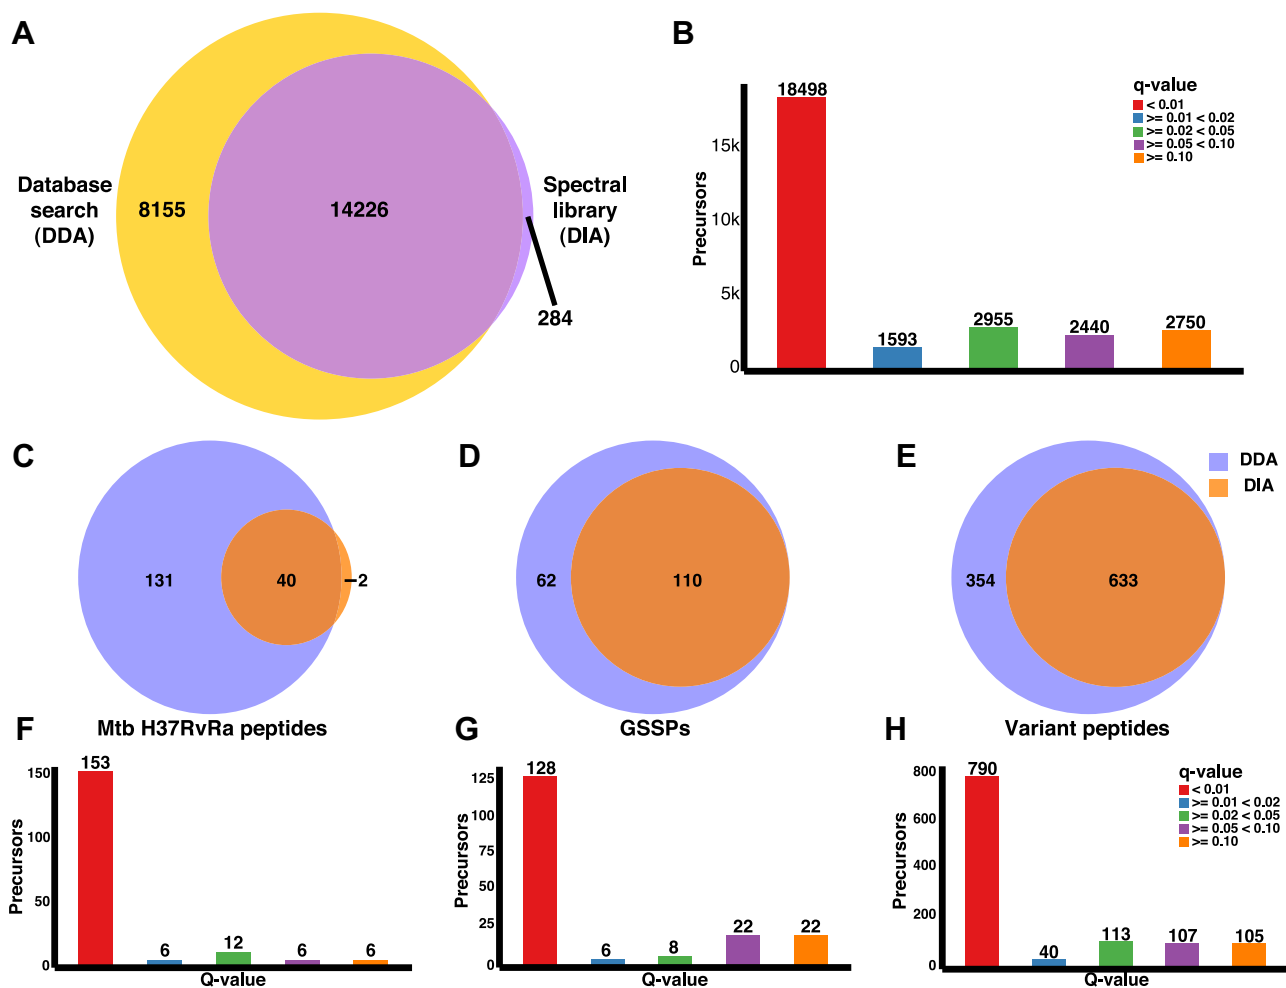 A
Database
search
(DDA)
8155
14226
Spectral
library
(DIA)
284
B
Precursors
15k
10k
5k
0
18498
1593
2955
2440
2750
q-value
< 0.01
>= 0.01 < 0.02
>= 0.02 < 0.05
>= 0.05 < 0.10
>= 0.10
C
131
40
2
Mtb H37RvRa peptides
D
62
110
GSSPs
E
354
633
Variant peptides
DDA
DIA
F
Precursors
150
100
50
0
153
6
12
6
6
Q-value
G
Precursors
125
100
75
50
25
0
128
6
8
22
22
Q-value
H
Precursors
800
600
400
200
0
790
40
113
107
105
Q-value
q-value
< 0.01
>= 0.01 < 0.02
>= 0.02 < 0.05
>= 0.05 < 0.10
>= 0.10